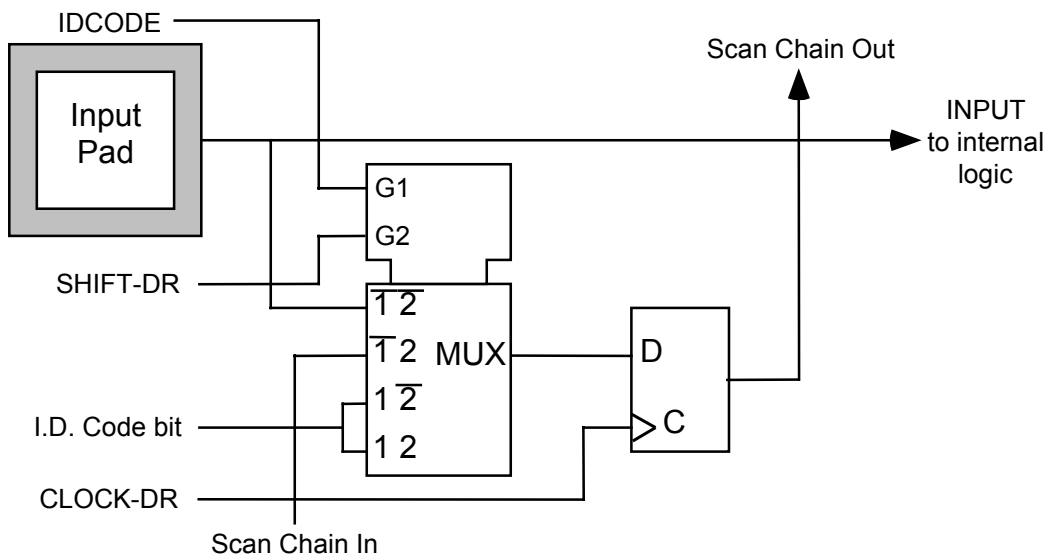 IDCODE
Scan Chain Out
Input
Pad
INPUT
to internal
logic
G1
G2
SHIFT-DR
1̅ 2̅
1̅ 2
MUX
D
1 2̅
I.D. Code bit
C
1 2
CLOCK-DR
Scan Chain In